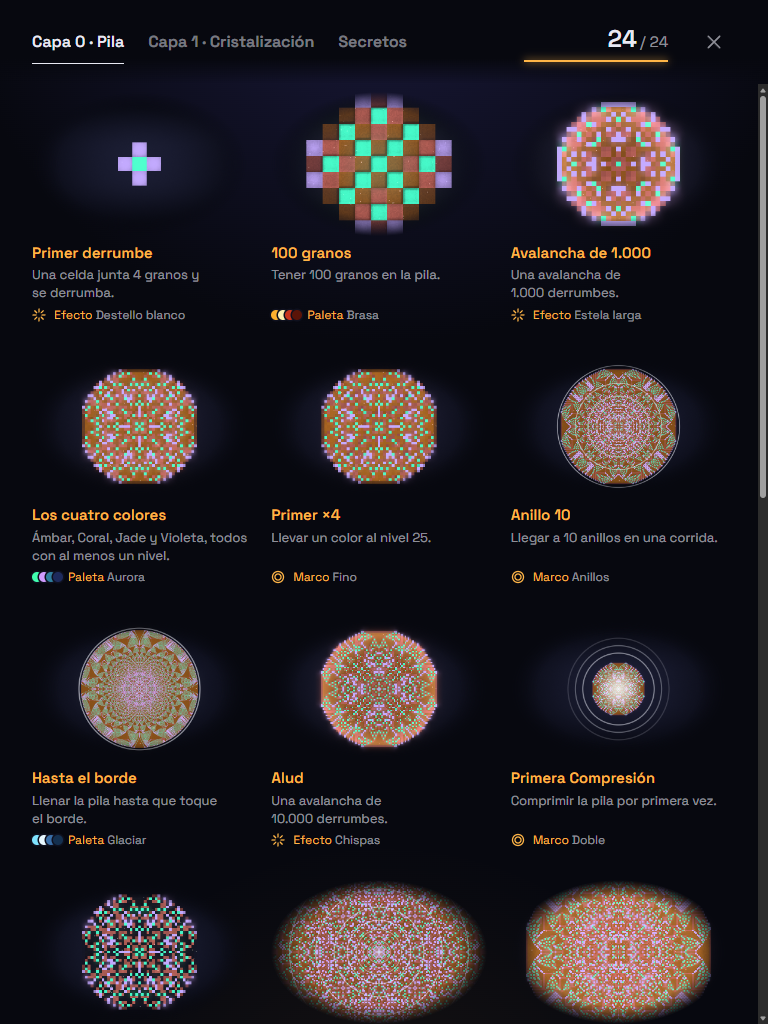 Capa 0 · Pila
Capa 1 · Cristalización
Secretos
24 / 24
Primer derrumbe
Una celda junta 4 granos y
se derrumba.
Efecto Destello blanco
100 granos
Tener 100 granos en la pila.
Paleta Brasa
Avalancha de 1.000
Una avalancha de
1.000 derrumbes.
Efecto Estela larga
Los cuatro colores
Ámbar, Coral, Jade y Violeta, todos
con al menos un nivel.
Paleta Aurora
Primer ×4
Llevar un color al nivel 25.
Marco Fino
Anillo 10
Llegar a 10 anillos en una corrida.
Marco Anillos
Hasta el borde
Llenar la pila hasta que toque
el borde.
Paleta Glaciar
Alud
Una avalancha de
10.000 derrumbes.
Efecto Chispas
Primera Compresión
Comprimir la pila por primera vez.
Marco Doble